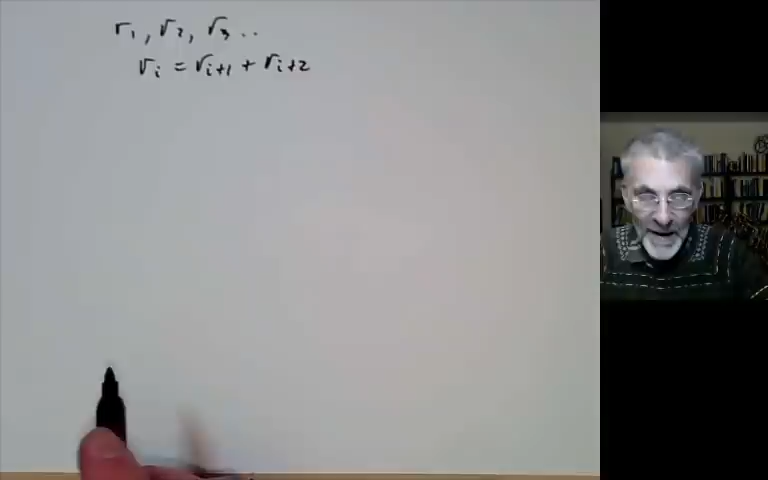 r₁, r₂, r₃ ..
rᵢ = rᵢ₊₁ + rᵢ₊₂